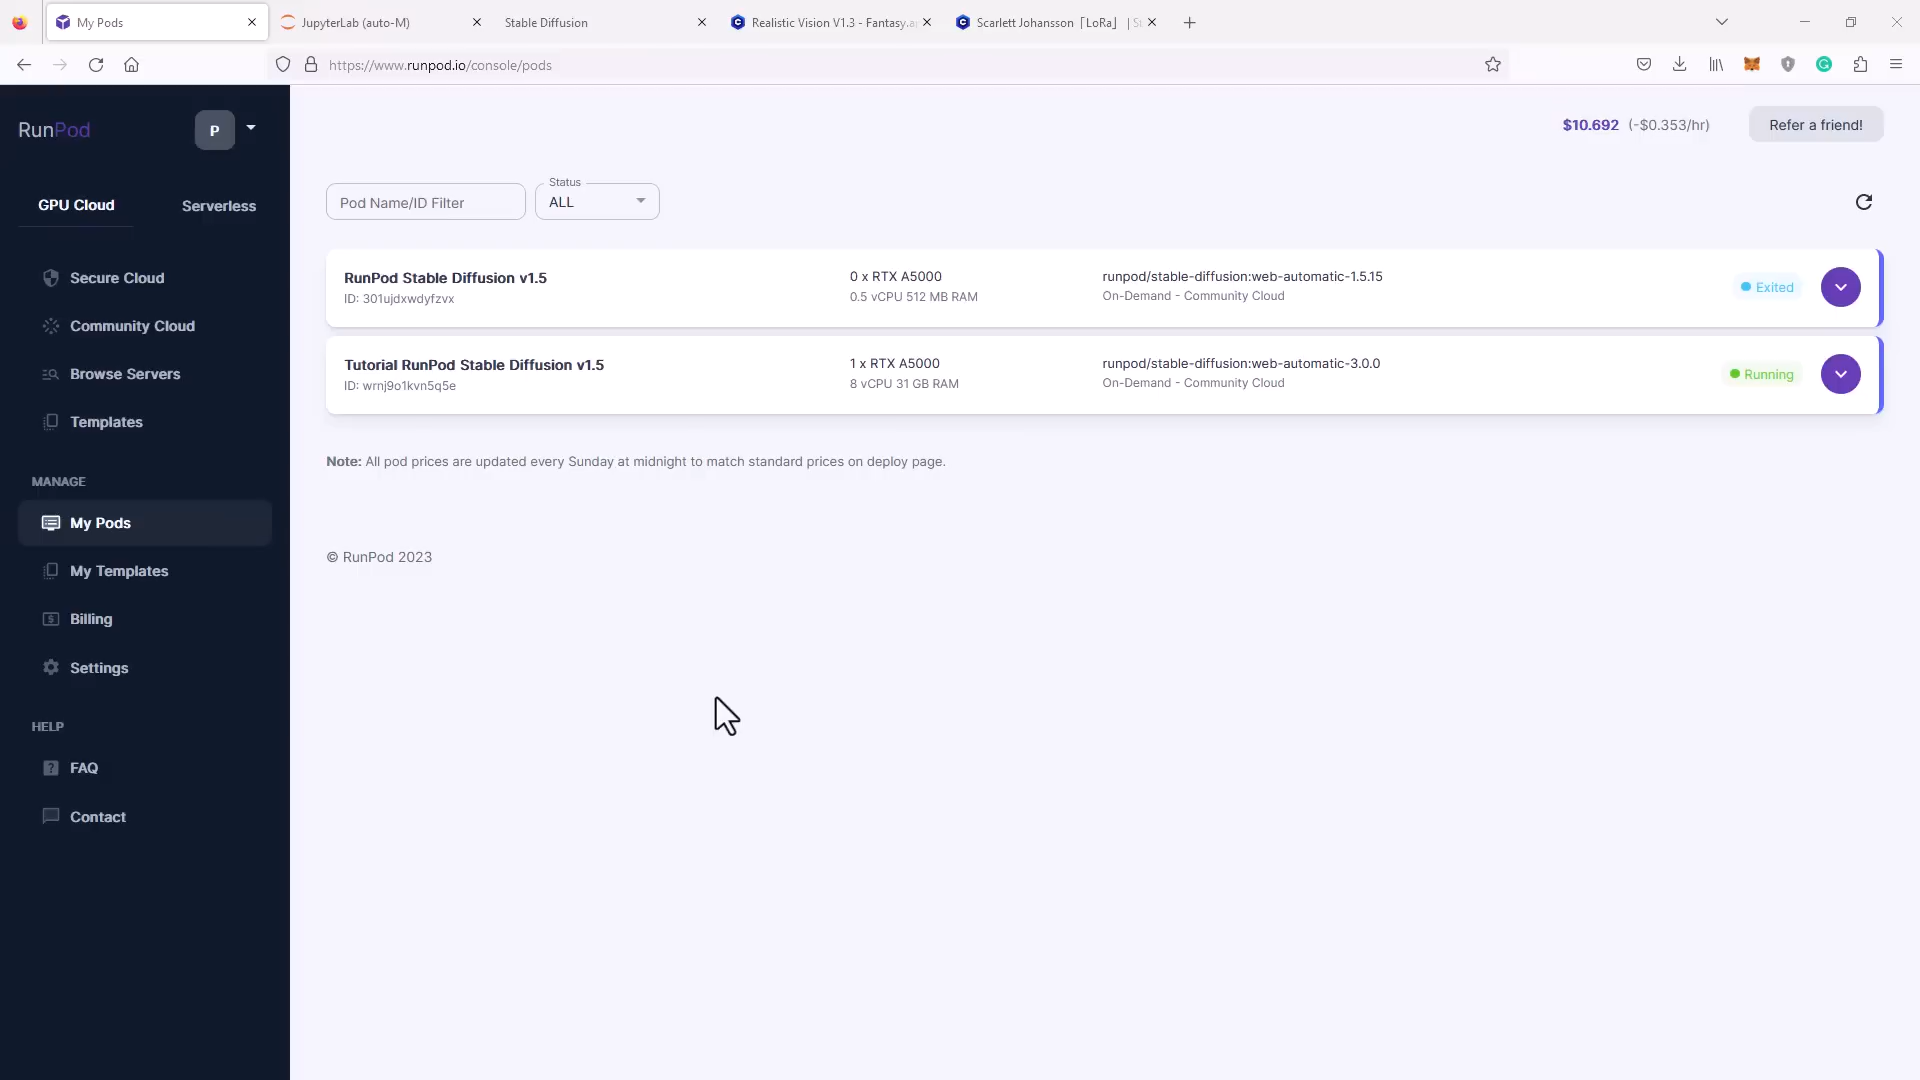 My Pods
JupyterLab (auto-M)
Stable Diffusion
Realistic Vision V1.3 - Fantasy.a
Scarlett Johansson「LoRa」 | S
https://www.runpod.io/console/pods
RunPod
P
$10.692 (-$0.353/hr)
Refer a friend!
GPU Cloud
Serverless
Pod Name/ID Filter
Status
ALL
Secure Cloud
Community Cloud
Browse Servers
Templates
MANAGE
My Pods
My Templates
Billing
Settings
HELP
FAQ
Contact
RunPod Stable Diffusion v1.5
ID: 301ujdxwdyfzvx
0 x RTX A5000
0.5 vCPU 512 MB RAM
runpod/stable-diffusion:web-automatic-1.5.15
On-Demand - Community Cloud
Exited
Tutorial RunPod Stable Diffusion v1.5
ID: wrnj9o1kvn5q5e
1 x RTX A5000
8 vCPU 31 GB RAM
runpod/stable-diffusion:web-automatic-3.0.0
On-Demand - Community Cloud
Running
Note: All pod prices are updated every Sunday at midnight to match standard prices on deploy page.
© RunPod 2023